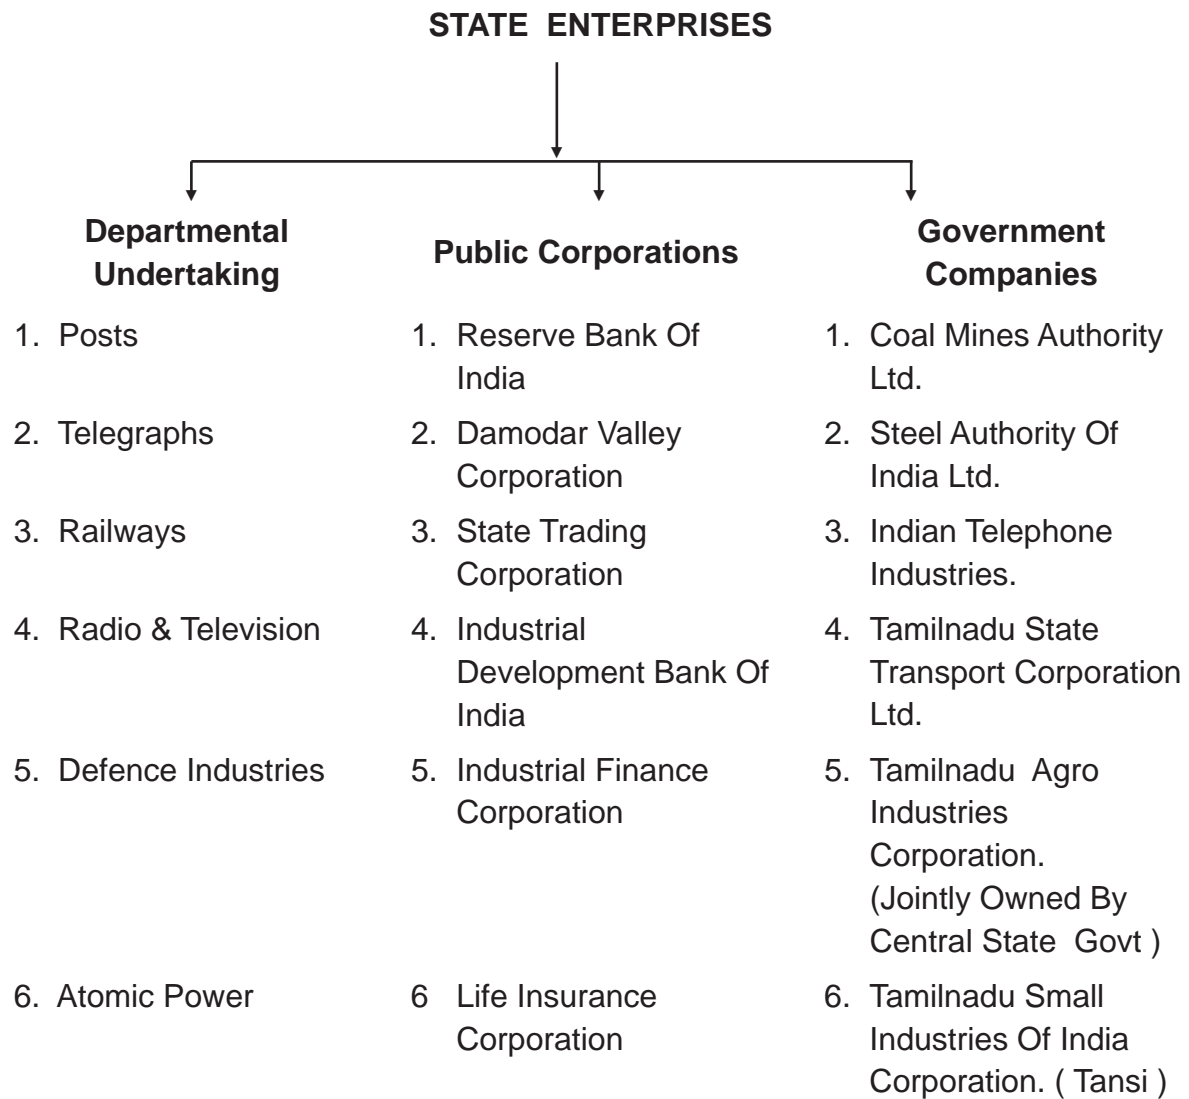 STATE ENTERPRISES
Departmental
Undertaking
1. Posts
2. Telegraphs
3. Railways
4. Radio & Television
5. Defence Industries
6. Atomic Power
Public Corporations
1. Reserve Bank Of
India
2. Damodar Valley
Corporation
3. State Trading
Corporation
4. Industrial
Development Bank Of
India
5. Industrial Finance
Corporation
6 Life Insurance
Corporation
Government
Companies
1. Coal Mines Authority
Ltd.
2. Steel Authority Of
India Ltd.
3. Indian Telephone
Industries.
4. Tamilnadu State
Transport Corporation
Ltd.
5. Tamilnadu Agro
Industries
Corporation.
(Jointly Owned By
Central State Govt )
6. Tamilnadu Small
Industries Of India
Corporation. ( Tansi )